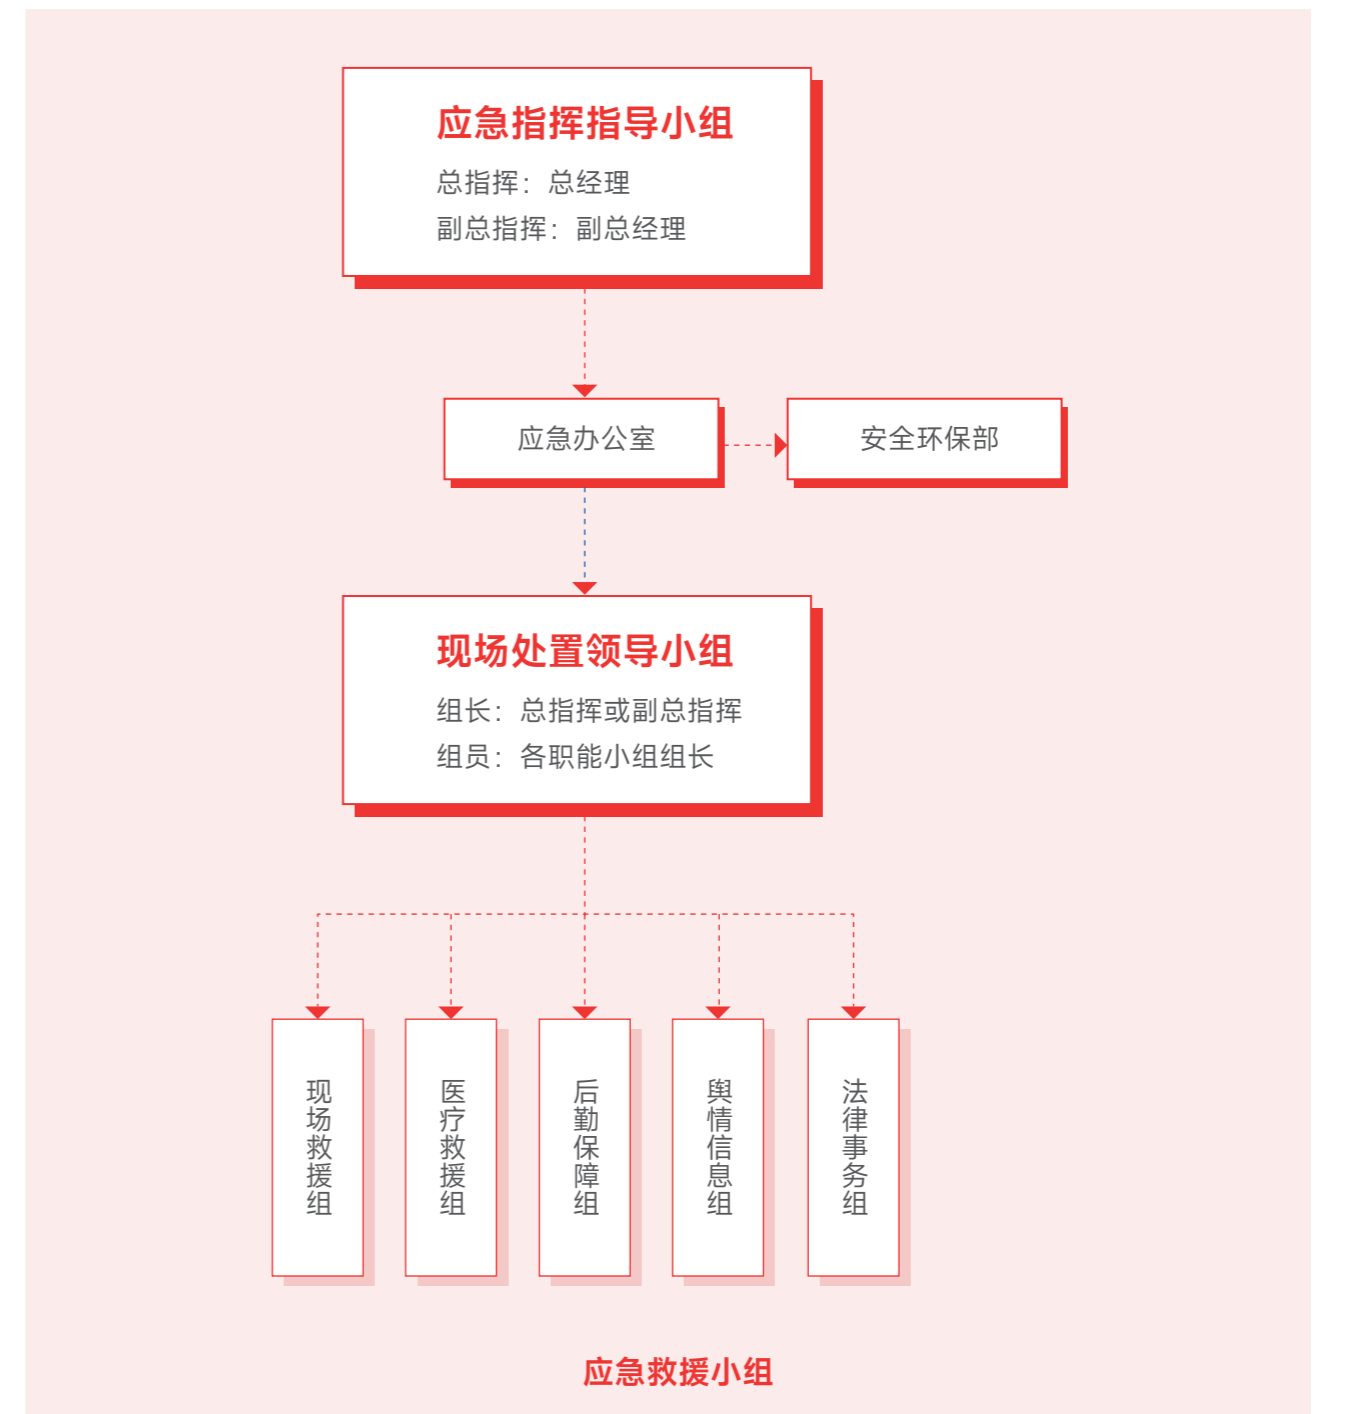 应急指挥指导小组
总指挥：总经理
副总指挥：副总经理
应急办公室
安全环保部
现场处置领导小组
组长：总指挥或副总指挥
组员：各职能小组组长
现场救援组
医疗救援组
后勤保障组
舆情信息组
法律事务组
应急救援小组